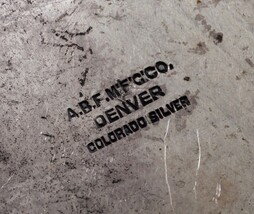 A.B.F. M'F'G. CO.
DENVER
COLORADO SILVER